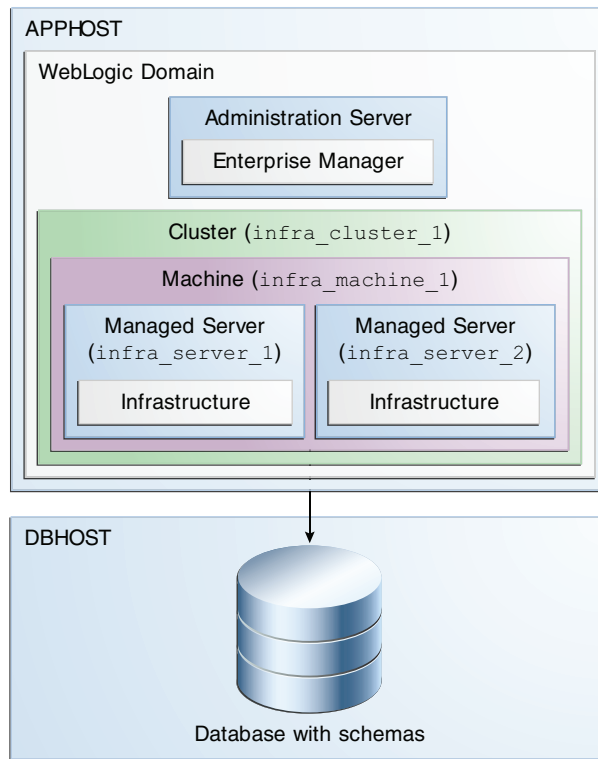 APPHOST
WebLogic Domain
Administration Server
Enterprise Manager
Cluster (infra_cluster_1)
Machine (infra_machine_1)
Managed Server
(infra_server_1)
Infrastructure
Managed Server
(infra_server_2)
Infrastructure
DBHOST
Database with schemas